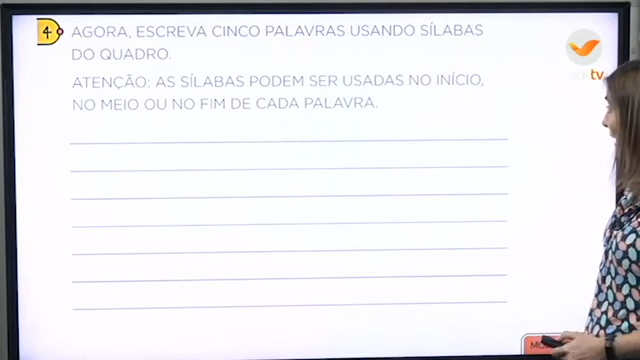 4
AGORA, ESCREVA CINCO PALAVRAS USANDO SÍLABAS
DO QUADRO.
ATENÇÃO: AS SÍLABAS PODEM SER USADAS NO INÍCIO,
NO MEIO OU NO FIM DE CADA PALAVRA.
tv